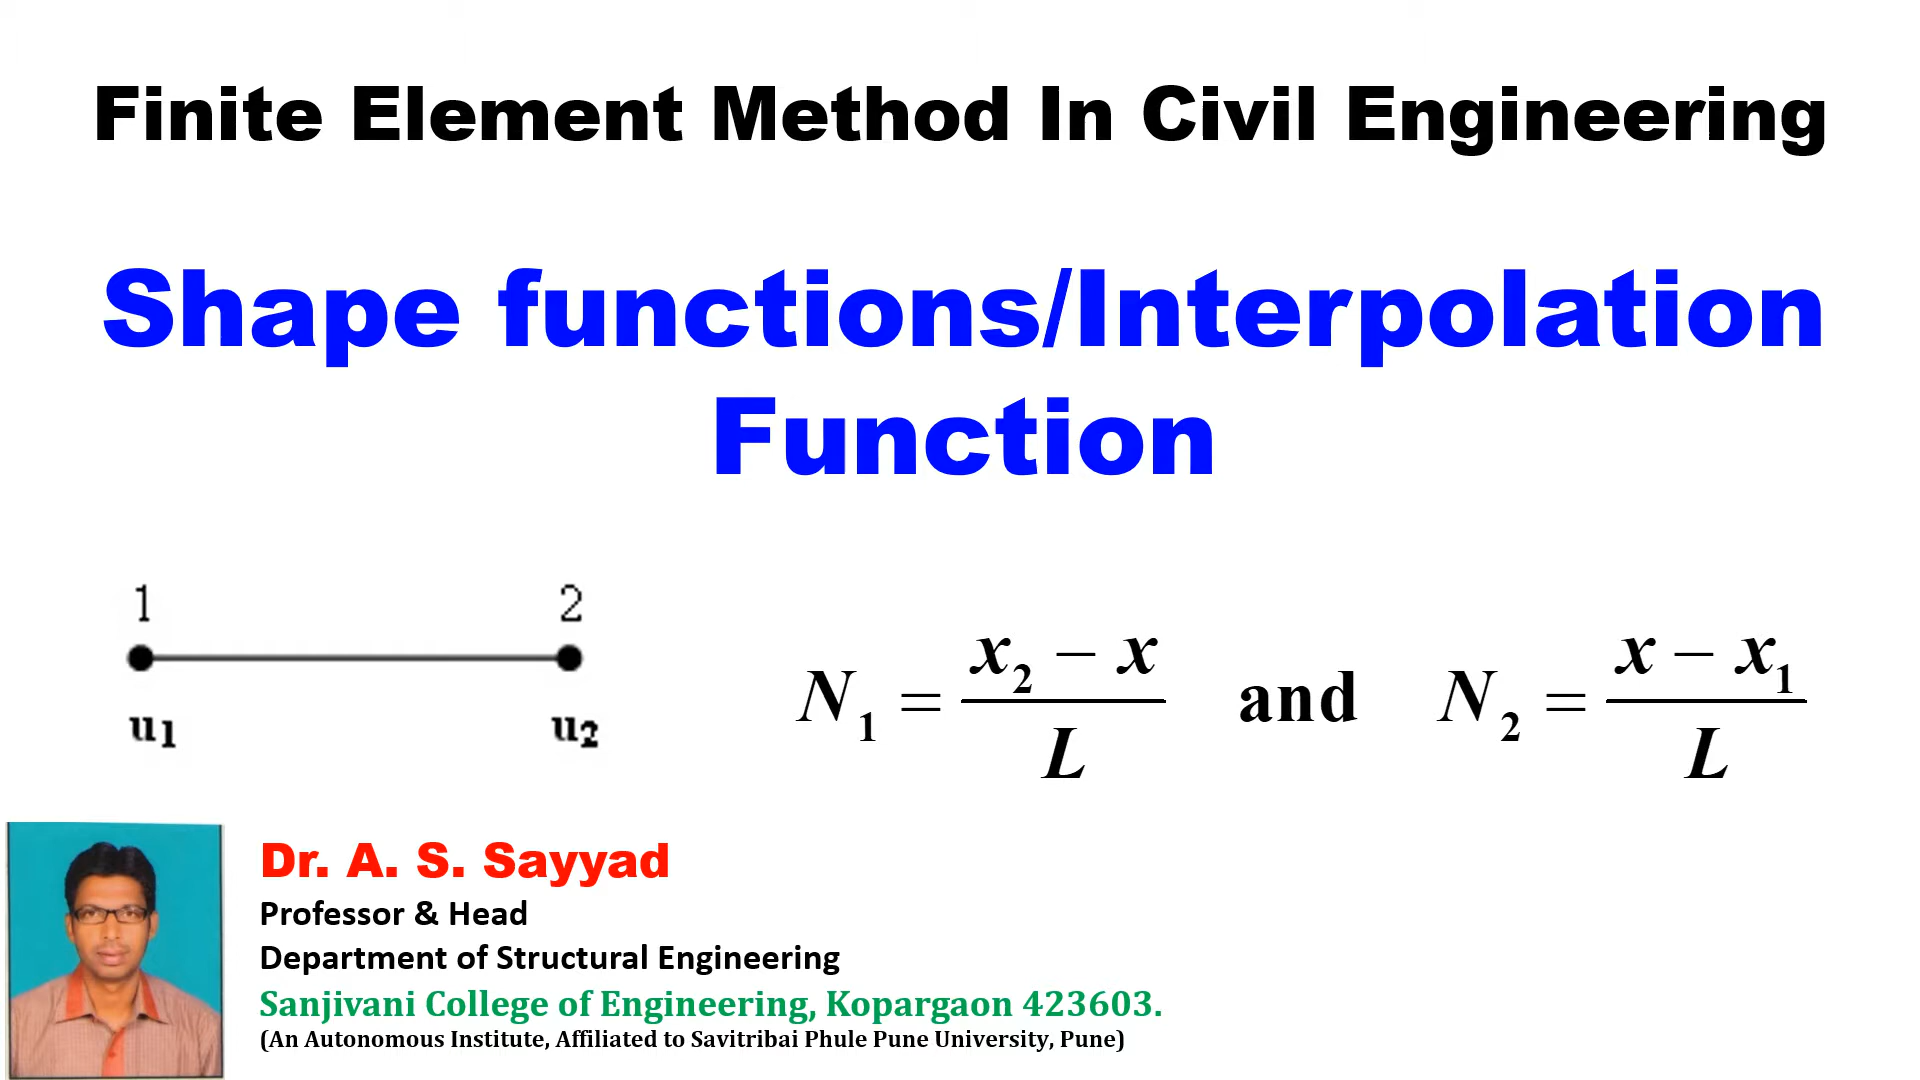 Finite Element Method In Civil Engineering
Shape functions/Interpolation
Function
1 2
u₁ u₂
N₁ = (x₂ − x)/L and N₂ = (x − x₁)/L
Dr. A. S. Sayyad
Professor & Head
Department of Structural Engineering
Sanjivani College of Engineering, Kopargaon 423603.
(An Autonomous Institute, Affiliated to Savitribai Phule Pune University, Pune)